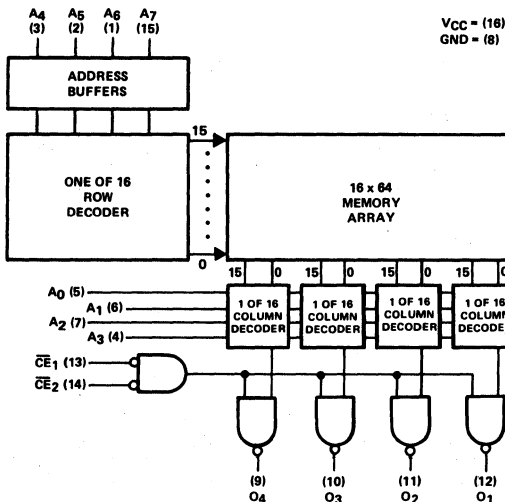 A4 A5 A6 A7
(3) (2) (1) (15)
VCC = (16)
GND = (8)
ADDRESS
BUFFERS
15
ONE OF 16
ROW
DECODER
16 x 64
MEMORY
ARRAY
0
15 0 15 0 15 0 15 0
A0 (5)
A1 (6)
A2 (7)
A3 (4)
1 OF 16
COLUMN
DECODER
1 OF 16
COLUMN
DECODER
1 OF 16
COLUMN
DECODER
1 OF 16
COLUM
DECODE
CE1 (13)
CE2 (14)
(9) (10) (11) (12)
O4 O3 O2 O1